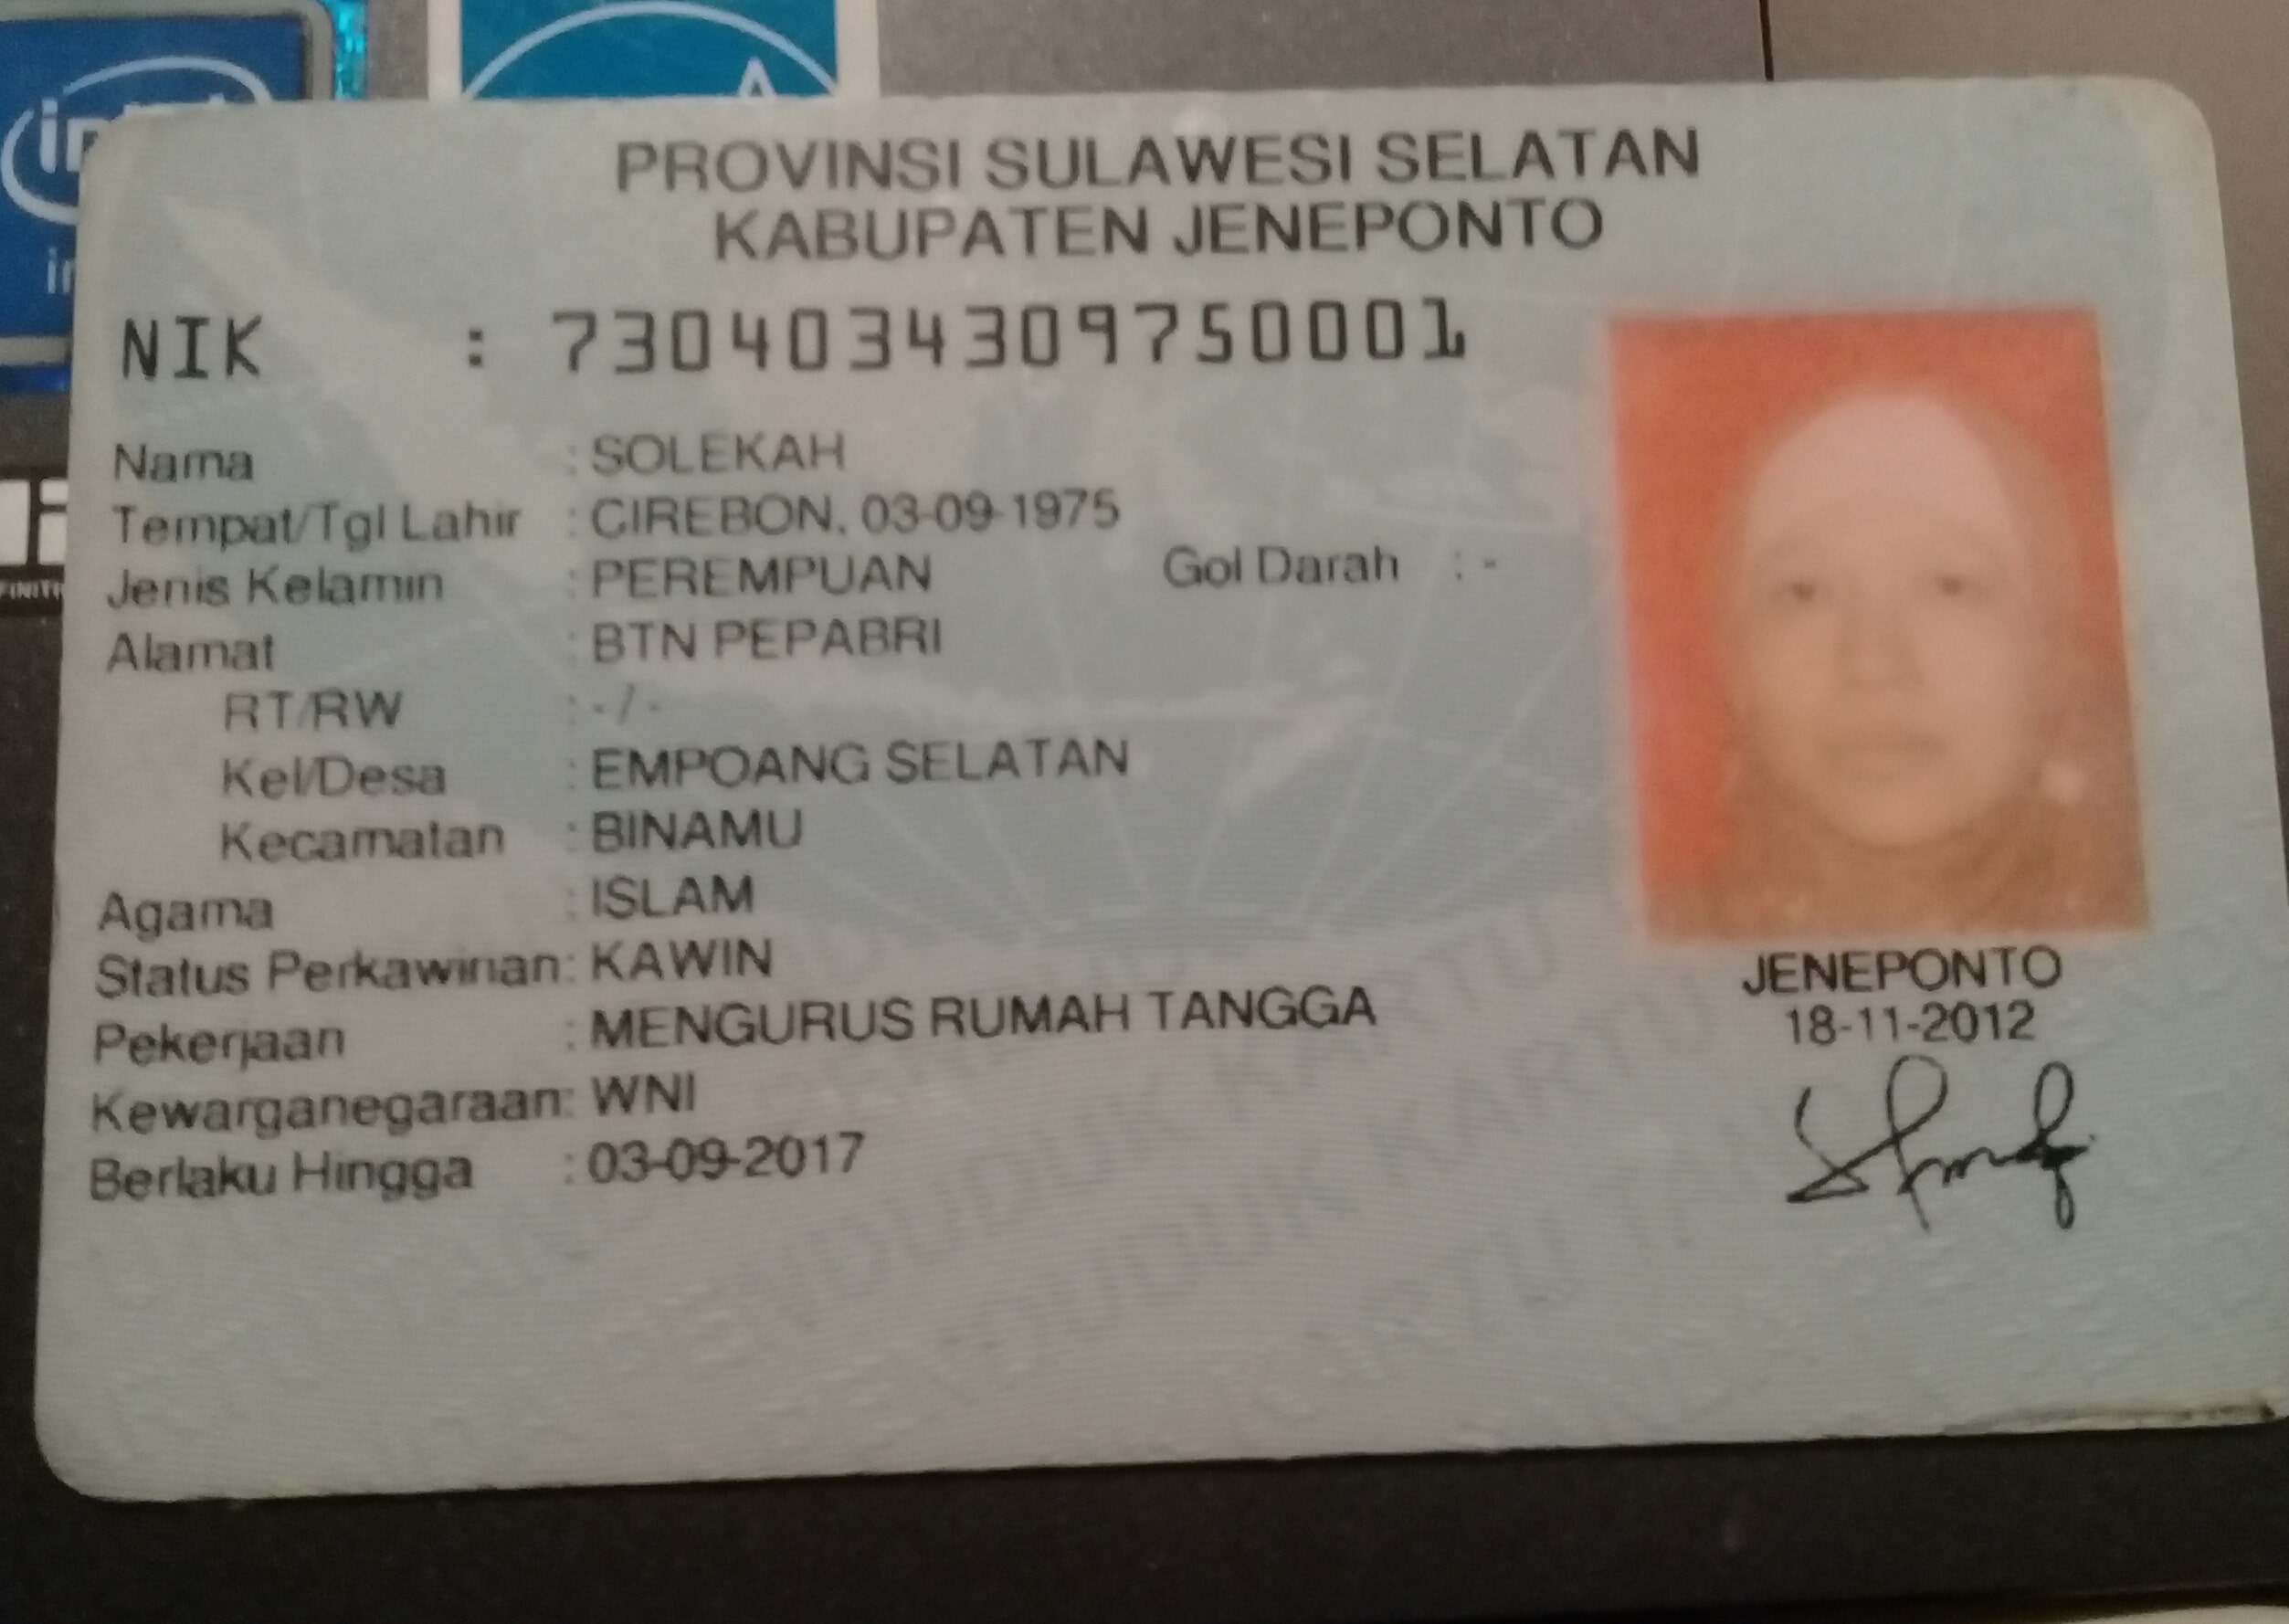 PROVINSI SULAWESI SELATAN
KABUPATEN JENEPONTO
NIK : 7304034309750001
Nama : SOLEKAH
Tempat/Tgl Lahir : CIREBON, 03-09-1975
Jenis Kelamin : PEREMPUAN Gol Darah : -
Alamat : BTN PEPABRI
RT/RW : - / -
Kel/Desa : EMPOANG SELATAN
Kecamatan : BINAMU
Agama : ISLAM
Status Perkawinan : KAWIN
Pekerjaan : MENGURUS RUMAH TANGGA
Kewarganegaraan : WNI
Berlaku Hingga : 03-09-2017
JENEPONTO
18-11-2012